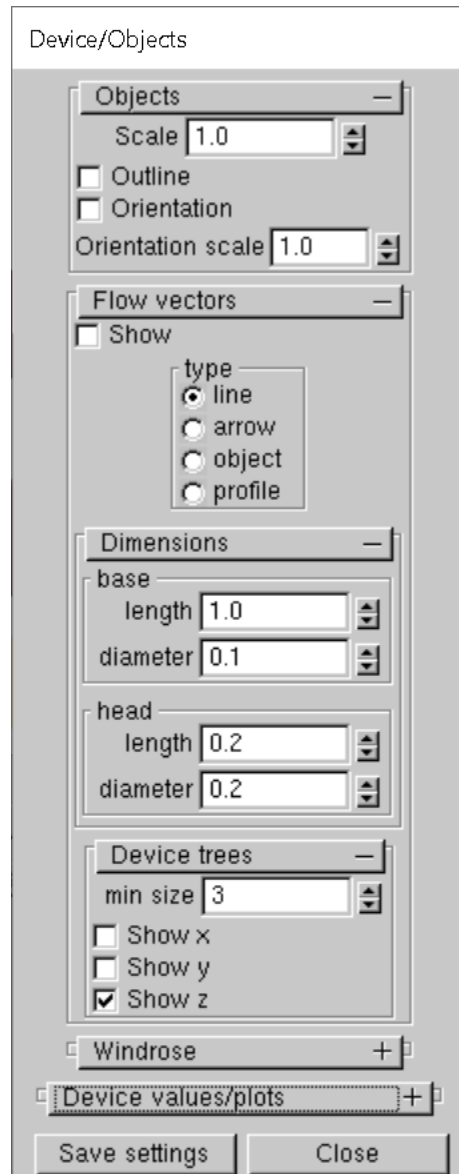 Device/Objects
Objects
Scale 1.0
Outline
Orientation
Orientation scale 1.0
Flow vectors
Show
type
line
arrow
object
profile
Dimensions
base
length 1.0
diameter 0.1
head
length 0.2
diameter 0.2
Device trees
min size 3
Show x
Show y
Show z
Windrose
Device values/plots
Save settings Close